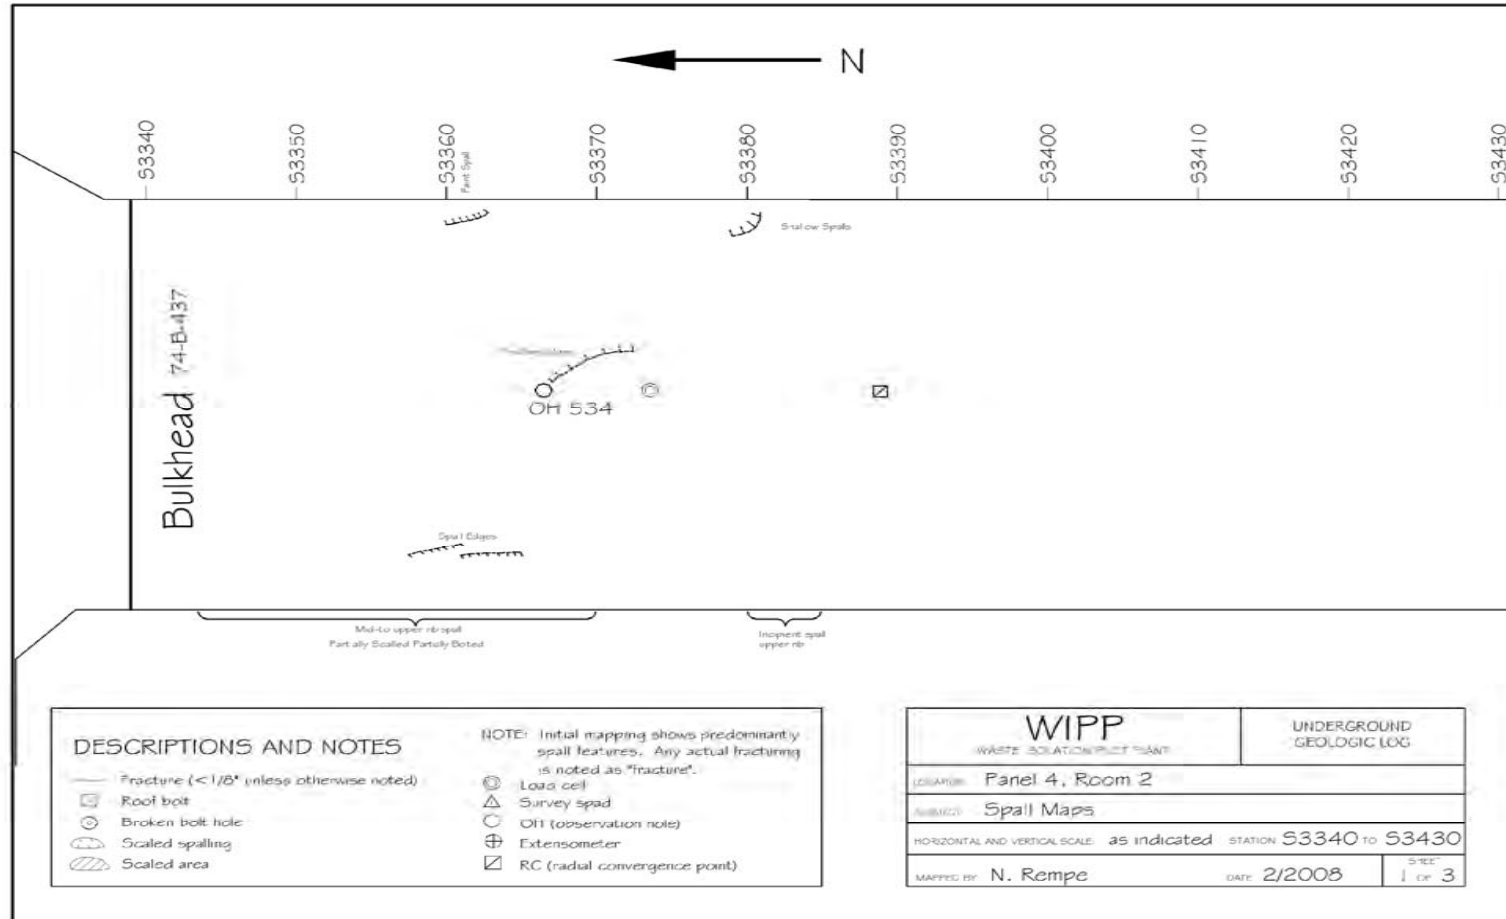 N
S3340
S3350
S3360
S3370
S3380
S3390
S3400
S3410
S3420
S3430
Faint Spall
Shallow Spalls
Bulkhead 74-B-437
OH 534
Spall Edges
Mid-to upper rib spall
Partially Scalled Partially Bolted
Incipient spall
upper rib
DESCRIPTIONS AND NOTES
Fracture (<1/8" unless otherwise noted)
Roof bolt
Broken bolt hole
Scaled spalling
Scaled area
NOTE: Initial mapping shows predominantly
spall features. Any actual fracturing
is noted as "fracture".
Load cell
Survey spad
OH (observation hole)
Extensometer
RC (radial convergence point)
WIPP
WASTE ISOLATION PILOT PLANT
UNDERGROUND
GEOLOGIC LOG
LOCATION: Panel 4, Room 2
SUBJECT: Spall Maps
HORIZONTAL AND VERTICAL SCALE: as indicated STATION S3340 TO S3430
MAPPED BY N. Rempe DATE 2/2008
SHEET
1 OF 3